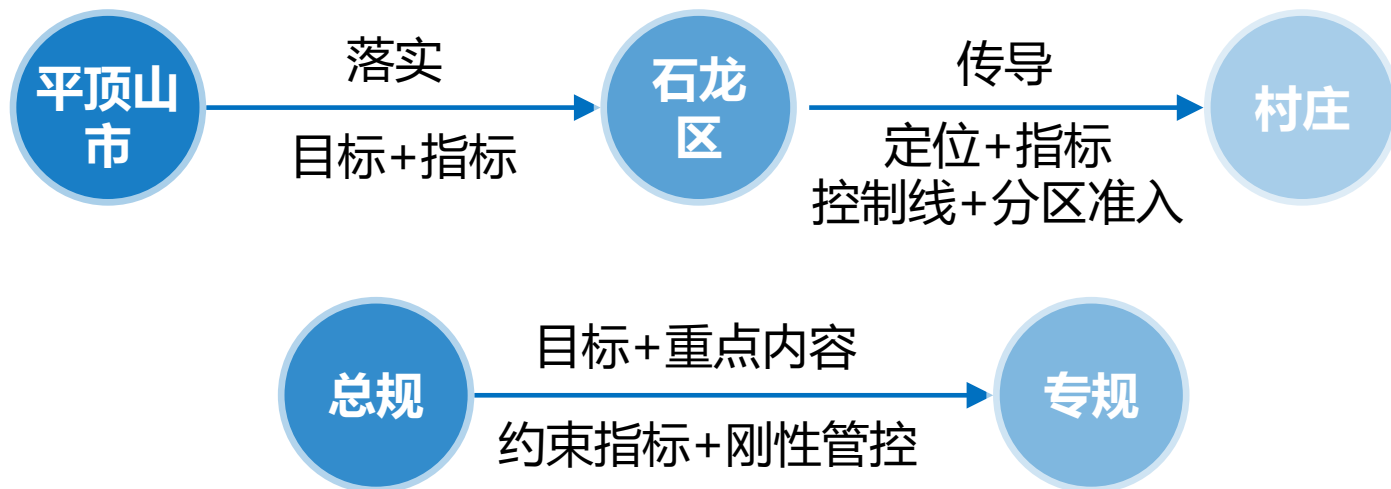 平顶山
市
落实
目标+指标
石龙
区
传导
定位+指标
控制线+分区准入
村庄
总规
目标+重点内容
约束指标+刚性管控
专规